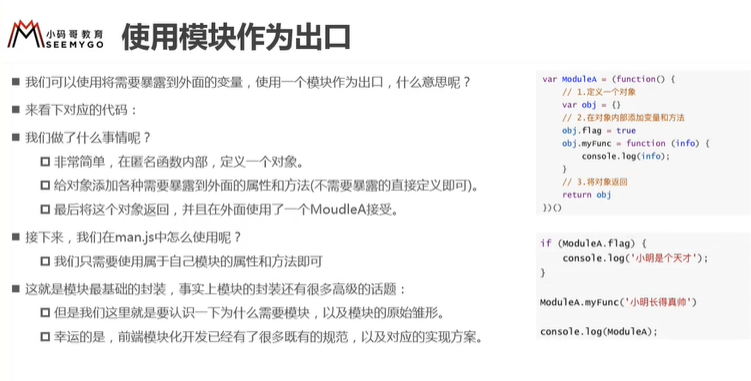 小码哥教育
SEEMYGO
使用模块作为出口
■ 我们可以使用将需要暴露到外面的变量，使用一个模块作为出口，什么意思呢？
■ 来看下对应的代码：
■ 我们做了什么事情呢？
非常简单，在匿名函数内部，定义一个对象。
给对象添加各种需要暴露到外面的属性和方法(不需要暴露的直接定义即可)。
最后将这个对象返回，并且在外面使用了一个MoudleA接受。
■ 接下来，我们在man.js中怎么使用呢？
我们只需要使用属于自己模块的属性和方法即可
■ 这就是模块最基础的封装，事实上模块的封装还有很多高级的话题：
但是我们这里就是要认识一下为什么需要模块，以及模块的原始雏形。
幸运的是，前端模块化开发已经有了很多既有的规范，以及对应的实现方案。
var ModuleA = (function() {
// 1.定义一个对象
var obj = {}
// 2.在对象内部添加变量和方法
obj.flag = true
obj.myFunc = function (info) {
console.log(info);
}
// 3.将对象返回
return obj
})()
if (ModuleA.flag) {
console.log('小明是个天才');
}
ModuleA.myFunc('小明长得真帅')
console.log(ModuleA);